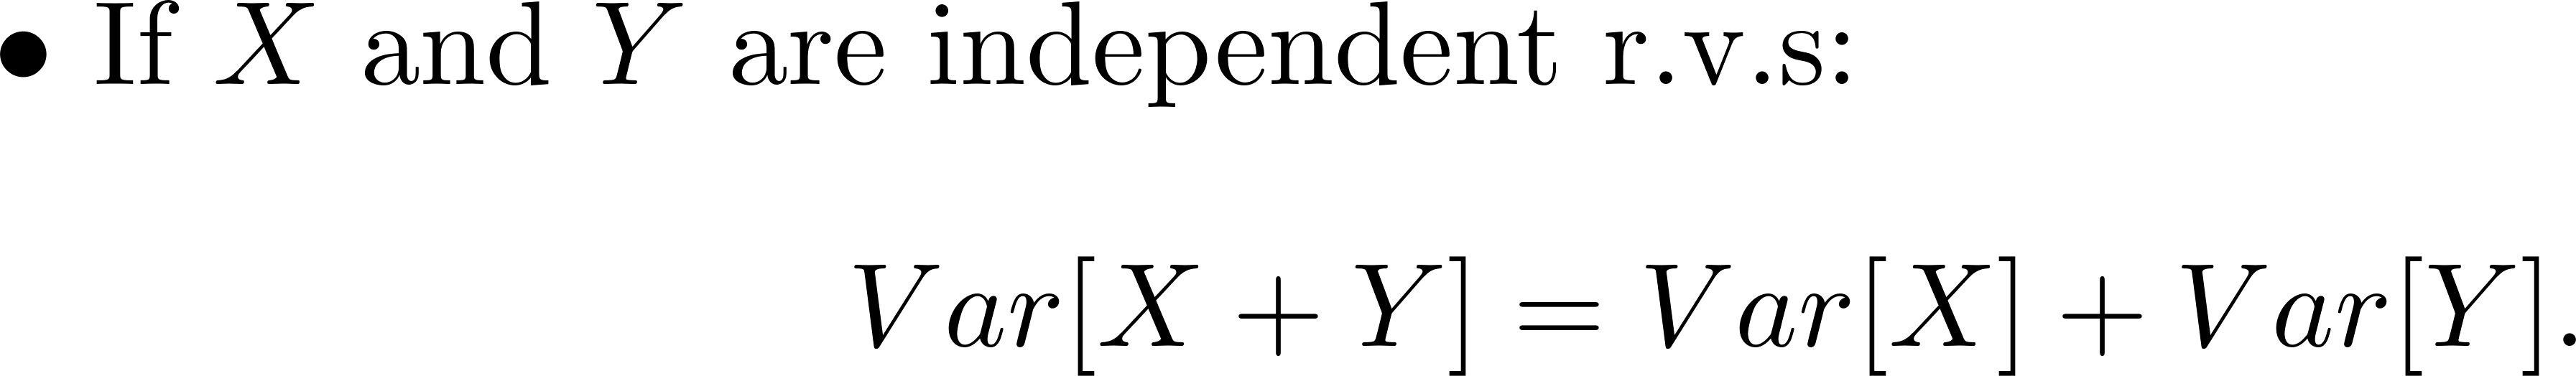 • If X and Y are independent r.v.s:
Var[X + Y] = Var[X] + Var[Y].